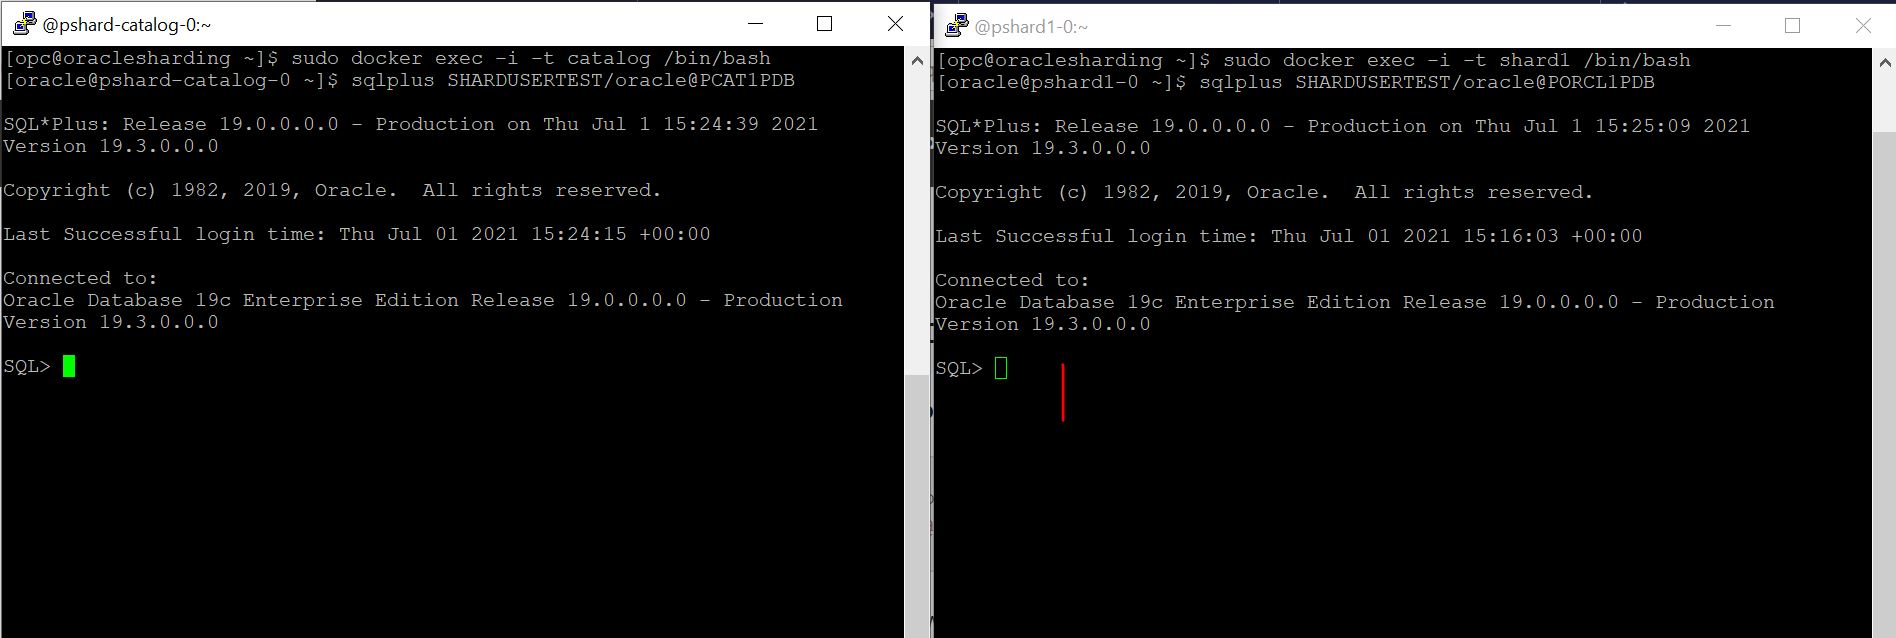 @pshard-catalog-0:~
[opc@oraclesharding ~]$ sudo docker exec -i -t catalog /bin/bash
[oracle@pshard-catalog-0 ~]$ sqlplus SHARDUSERTEST/oracle@PCAT1PDB
SQL*Plus: Release 19.0.0.0.0 - Production on Thu Jul 1 15:24:39 2021
Version 19.3.0.0.0
Copyright (c) 1982, 2019, Oracle.  All rights reserved.
Last Successful login time: Thu Jul 01 2021 15:24:15 +00:00
Connected to:
Oracle Database 19c Enterprise Edition Release 19.0.0.0.0 - Production
Version 19.3.0.0.0
SQL>
@pshard1-0:~
[opc@oraclesharding ~]$ sudo docker exec -i -t shard1 /bin/bash
[oracle@pshard1-0 ~]$ sqlplus SHARDUSERTEST/oracle@PORCL1PDB
SQL*Plus: Release 19.0.0.0.0 - Production on Thu Jul 1 15:25:09 2021
Version 19.3.0.0.0
Copyright (c) 1982, 2019, Oracle.  All rights reserved.
Last Successful login time: Thu Jul 01 2021 15:16:03 +00:00
Connected to:
Oracle Database 19c Enterprise Edition Release 19.0.0.0.0 - Production
Version 19.3.0.0.0
SQL>